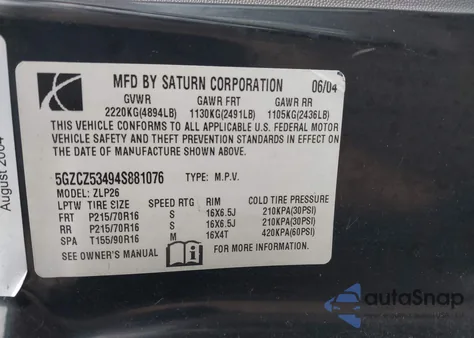 MFD BY SATURN CORPORATION 06/04
GVWR GAWR FRT GAWR RR
2220KG(4894LB) 1130KG(2491LB) 1105KG(2436LB)
THIS VEHICLE CONFORMS TO ALL APPLICABLE U.S. FEDERAL MOTOR
VEHICLE SAFETY AND THEFT PREVENTION STANDARDS IN EFFECT ON
THE DATE OF MANUFACTURE SHOWN ABOVE.
5GZCZ53494S881076 TYPE: M.P.V.
MODEL: ZLP26
LPTW TIRE SIZE SPEED RTG RIM COLD TIRE PRESSURE
FRT P215/70R16 S 16X6.5J 210KPA(30PSI)
RR P215/70R16 S 16X6.5J 210KPA(30PSI)
SPA T155/90R16 M 16X4T 420KPA(60PSI)
SEE OWNER'S MANUAL FOR MORE INFORMATION.
August 2004
autoSnap